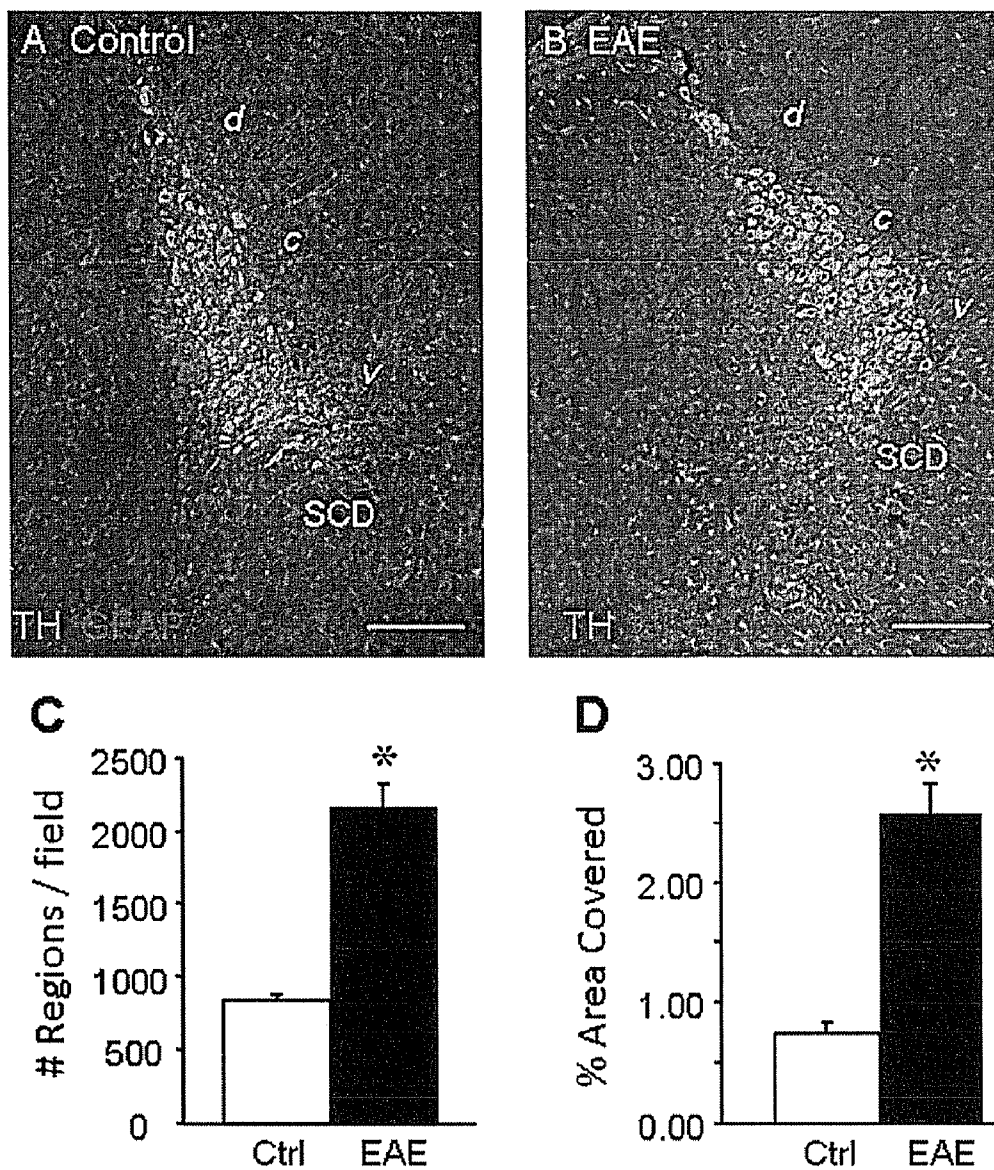 A Control
d
c
v
SCD
TH GFAP
B EAE
d
c
v
SCD
TH
C
# Regions / field
2500
2000
1500
1000
500
0
*
Ctrl EAE
D
% Area Covered
3.00
2.00
1.00
0.00
*
Ctrl EAE